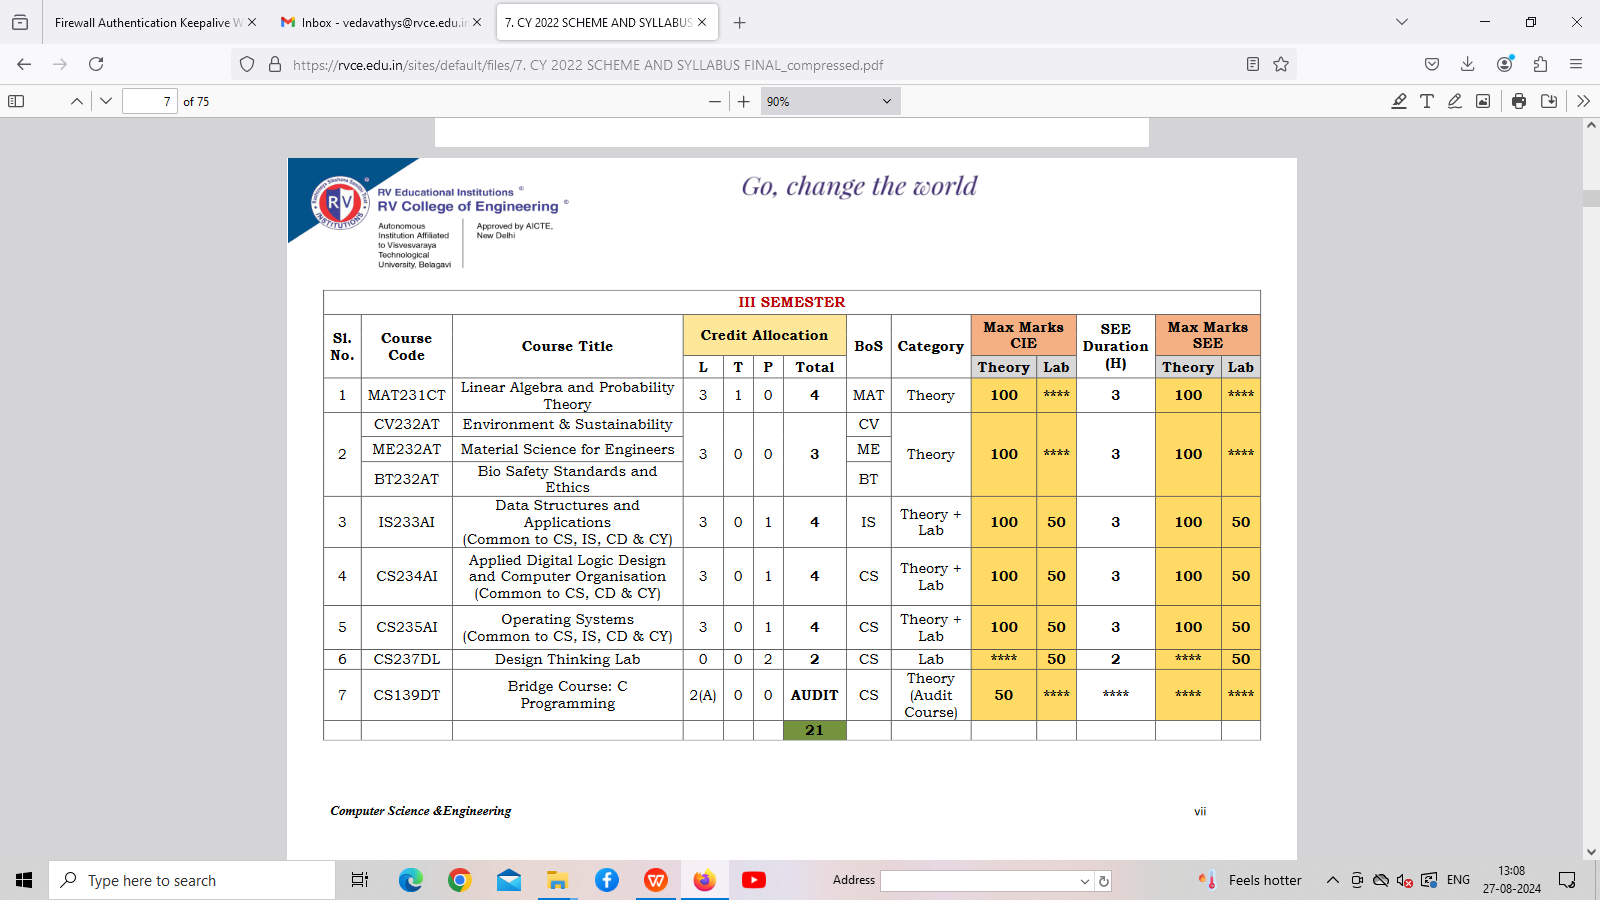 Firewall Authentication Keepalive W
Inbox - vedavathys@rvce.edu.in
7. CY 2022 SCHEME AND SYLLABUS
https://rvce.edu.in/sites/default/files/7. CY 2022 SCHEME AND SYLLABUS FINAL_compressed.pdf
7 of 75
90%
RV Educational Institutions ®
RV College of Engineering ®
Autonomous
Institution Affiliated
to Visvesvaraya
Technological
University, Belagavi
Approved by AICTE,
New Delhi
RV
INSTITUTIONS
Go, change the world
III SEMESTER
Sl. No. Course Code Course Title Credit Allocation BoS Category Max Marks CIE SEE Duration (H) Max Marks SEE
L T P Total Theory Lab Theory Lab
1 MAT231CT Linear Algebra and Probability Theory 3 1 0 4 MAT Theory 100 **** 3 100 ****
CV232AT Environment & Sustainability CV
2 ME232AT Material Science for Engineers 3 0 0 3 ME Theory 100 **** 3 100 ****
BT232AT Bio Safety Standards and Ethics BT
3 IS233AI Data Structures and Applications (Common to CS, IS, CD & CY) 3 0 1 4 IS Theory + Lab 100 50 3 100 50
4 CS234AI Applied Digital Logic Design and Computer Organisation (Common to CS, CD & CY) 3 0 1 4 CS Theory + Lab 100 50 3 100 50
5 CS235AI Operating Systems (Common to CS, IS, CD & CY) 3 0 1 4 CS Theory + Lab 100 50 3 100 50
6 CS237DL Design Thinking Lab 0 0 2 2 CS Lab **** 50 2 **** 50
7 CS139DT Bridge Course: C Programming 2(A) 0 0 AUDIT CS Theory (Audit Course) 50 **** **** **** ****
21
Computer Science &Engineering
vii
Type here to search
Address
Feels hotter
ENG
13:08
27-08-2024